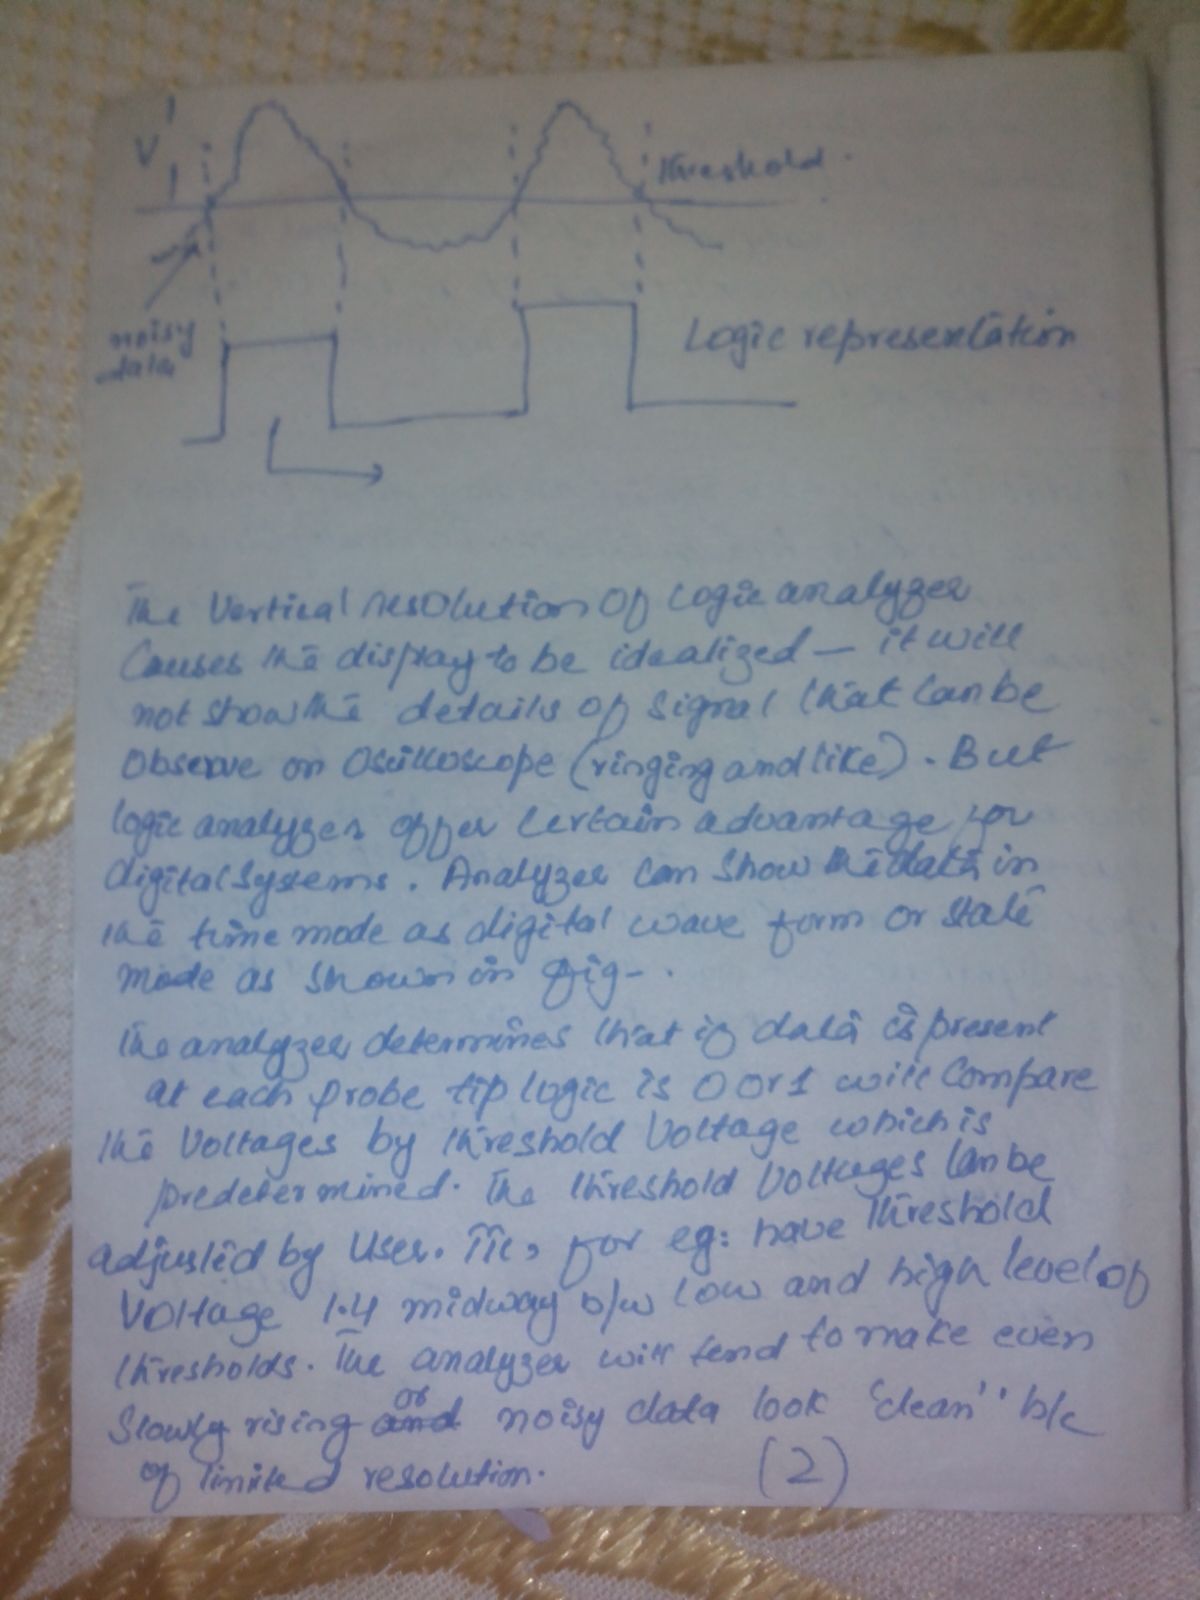 V
threshold.
noisy
data
Logic representation
The Vertical resolution of Logic analyzer
Causes the display to be idealized – it will
not show the details of signal that can be
observe on oscilloscope (ringing and like). But
logic analyzer offer certain advantage for
digital systems. Analyzer can show the data in
the time mode as digital wave form or state
mode as shown in fig-.
The analyzer determines that if data is present
at each probe tip logic is 0 or 1 will compare
the voltages by threshold voltage which is
predetermined. The threshold voltages can be
adjusted by user. TTL, for eg: have threshold
voltage 1.4 midway b/w low and high level of
thresholds. The analyzer will tend to make even
slowly rising or noisy data look "clean" b/c
of limited resolution.
(2)